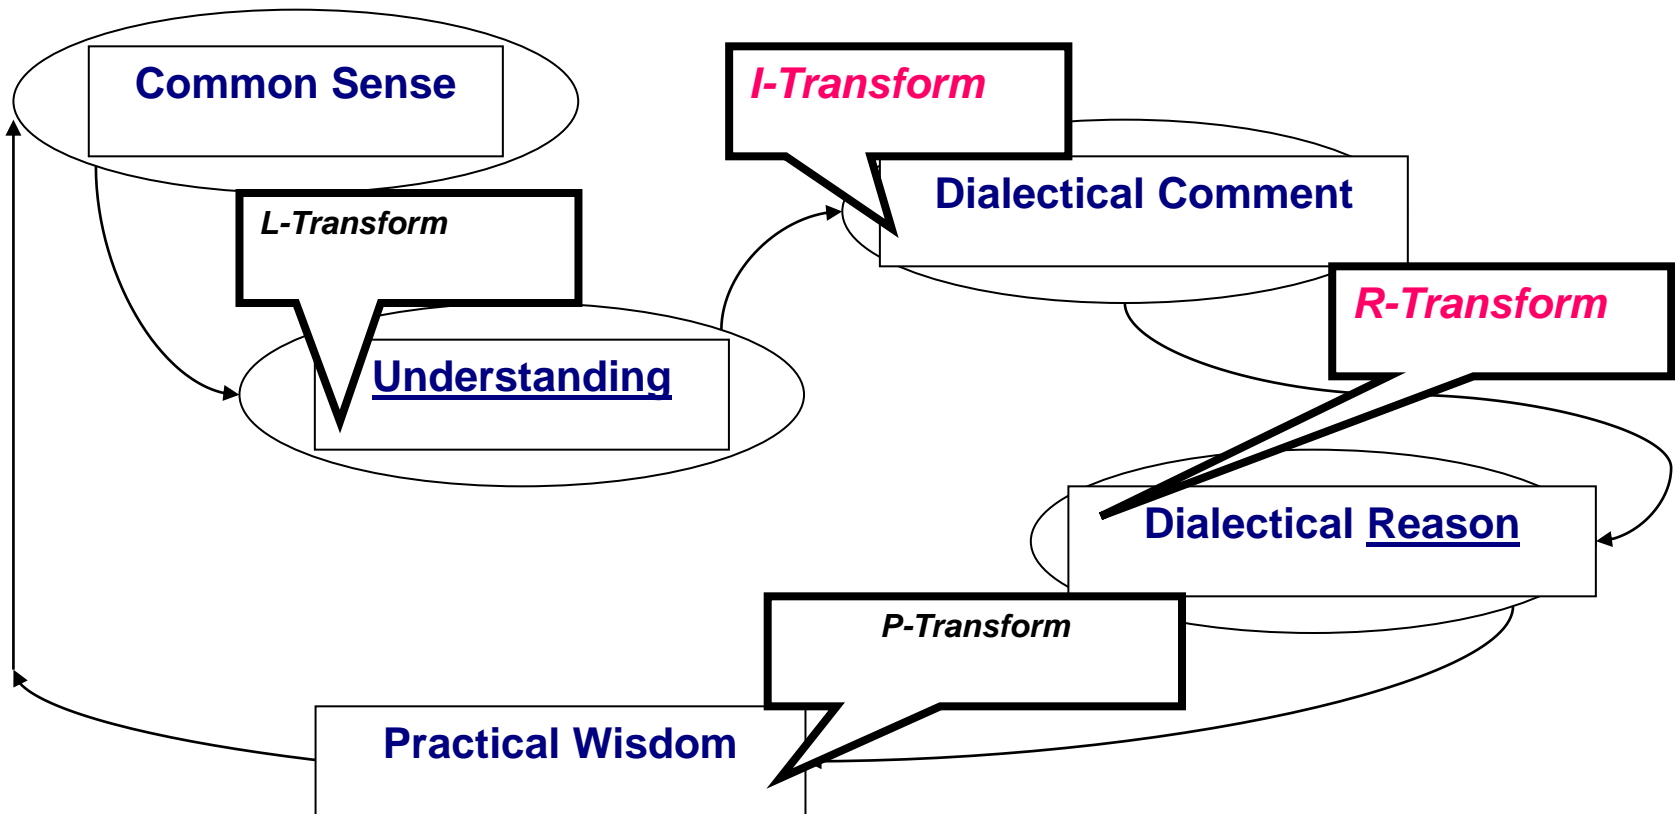 Common Sense
I-Transform
Dialectical Comment
L-Transform
R-Transform
Understanding
Dialectical Reason
P-Transform
Practical Wisdom